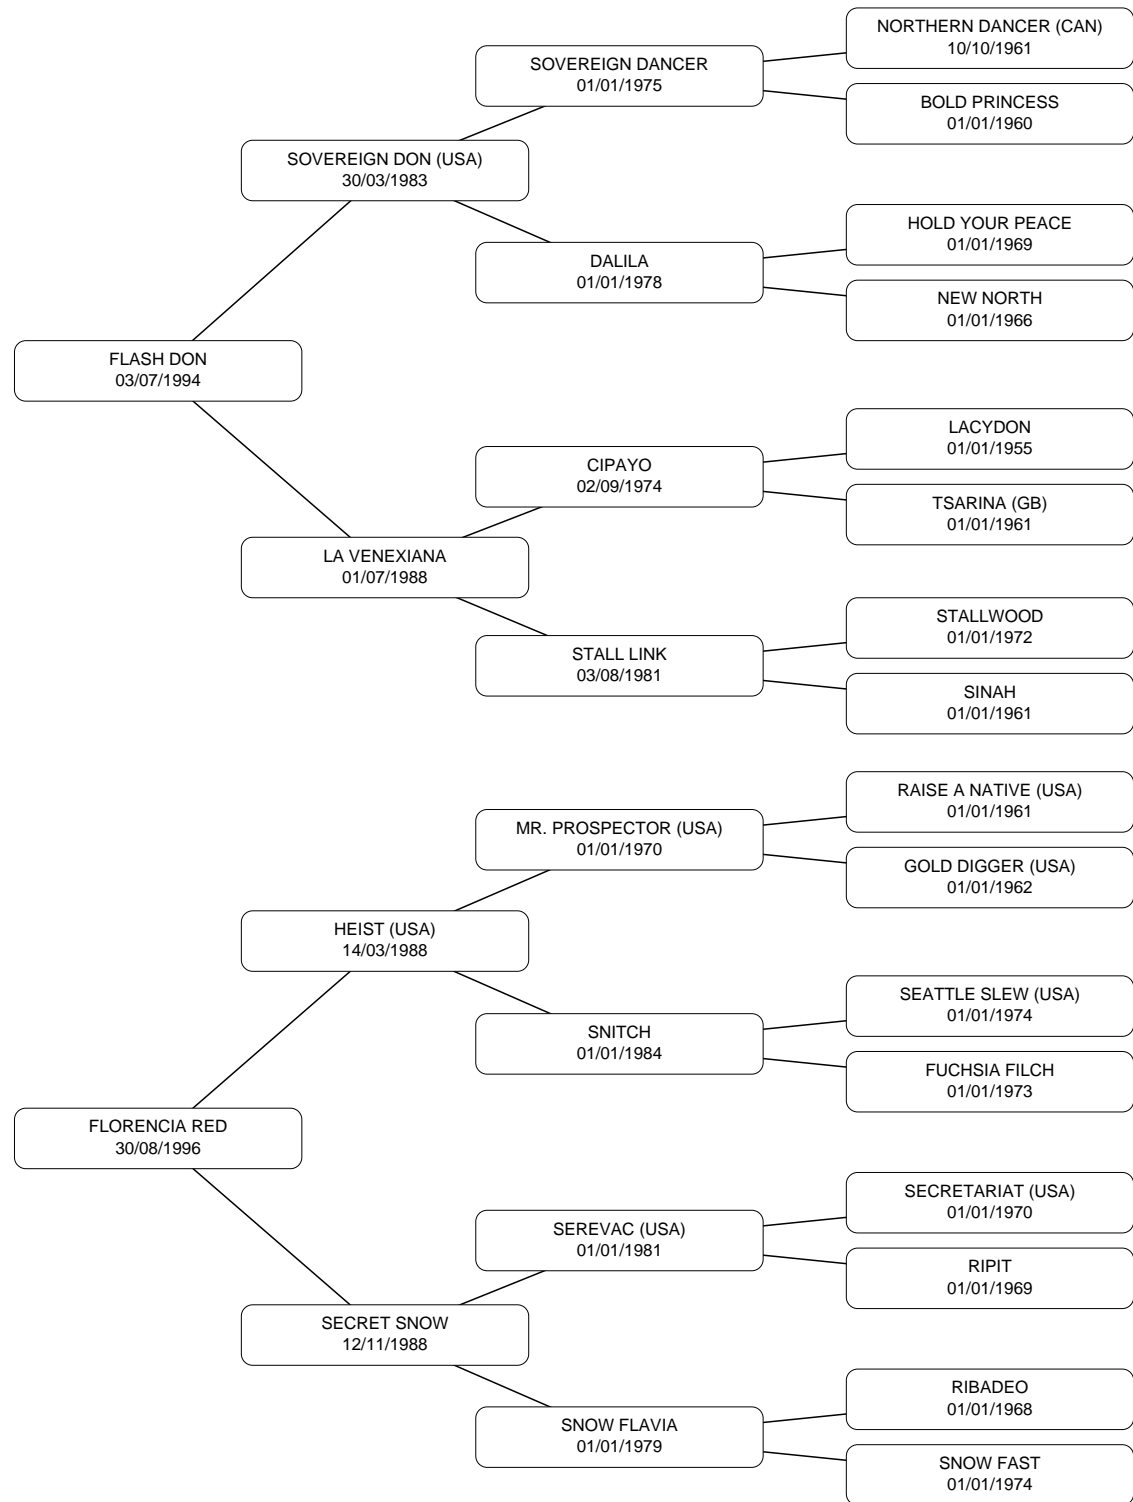 NORTHERN DANCER (CAN)
10/10/1961
SOVEREIGN DANCER
01/01/1975
BOLD PRINCESS
01/01/1960
SOVEREIGN DON (USA)
30/03/1983
HOLD YOUR PEACE
01/01/1969
DALILA
01/01/1978
NEW NORTH
01/01/1966
FLASH DON
03/07/1994
LACYDON
01/01/1955
CIPAYO
02/09/1974
TSARINA (GB)
01/01/1961
LA VENEXIANA
01/07/1988
STALLWOOD
01/01/1972
STALL LINK
03/08/1981
SINAH
01/01/1961
RAISE A NATIVE (USA)
01/01/1961
MR. PROSPECTOR (USA)
01/01/1970
GOLD DIGGER (USA)
01/01/1962
HEIST (USA)
14/03/1988
SEATTLE SLEW (USA)
01/01/1974
SNITCH
01/01/1984
FUCHSIA FILCH
01/01/1973
FLORENCIA RED
30/08/1996
SECRETARIAT (USA)
01/01/1970
SEREVAC (USA)
01/01/1981
RIPIT
01/01/1969
SECRET SNOW
12/11/1988
RIBADEO
01/01/1968
SNOW FLAVIA
01/01/1979
SNOW FAST
01/01/1974